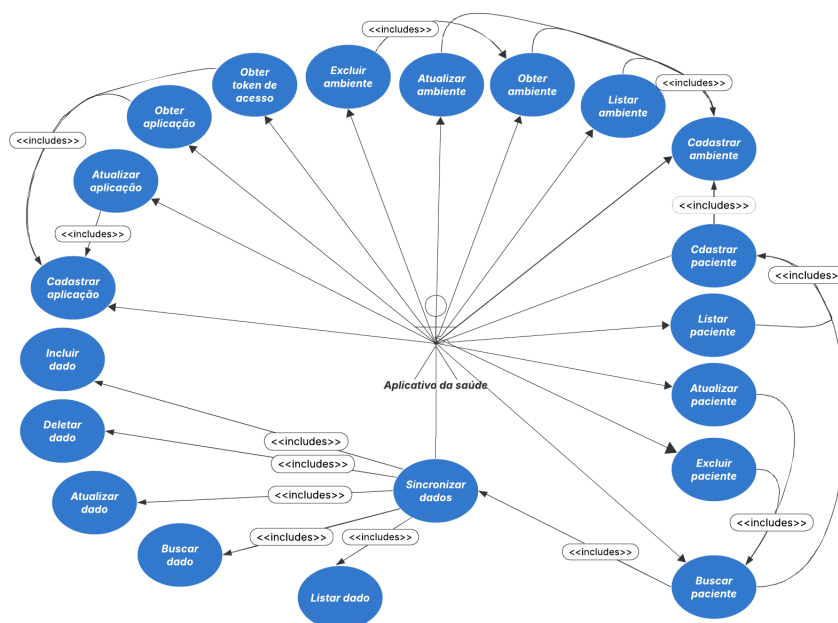 <<includes>>
Obter
token de
acesso
Excluir
ambiente
Atualizar
ambiente
Obter
ambiente
<<includes>>
Listar
ambiente
Obter
aplicação
<<includes>>
Cadastrar
ambiente
Atualizar
aplicação
<<includes>>
<<includes>>
Cdastrar
paciente
Cadastrar
aplicação
<<includes>>
Listar
paciente
Incluir
dado
Aplicativo da saúde
Atualizar
paciente
Deletar
dado
<<includes>>
<<includes>>
Excluir
paciente
Sincronizar
dados
Atualizar
dado
<<includes>>
<<includes>>
Buscar
dado
<<includes>>
<<includes>>
<<includes>>
Buscar
paciente
Listar dado